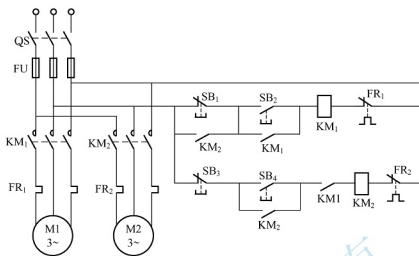 QS
FU
SB₁ SB₂ FR₁
KM₁ KM₂ KM₂ KM₁ KM₁
SB₃ SB₄ FR₂
FR₁ FR₂ KM1 KM₂
KM₂
M1
3~
M2
3~